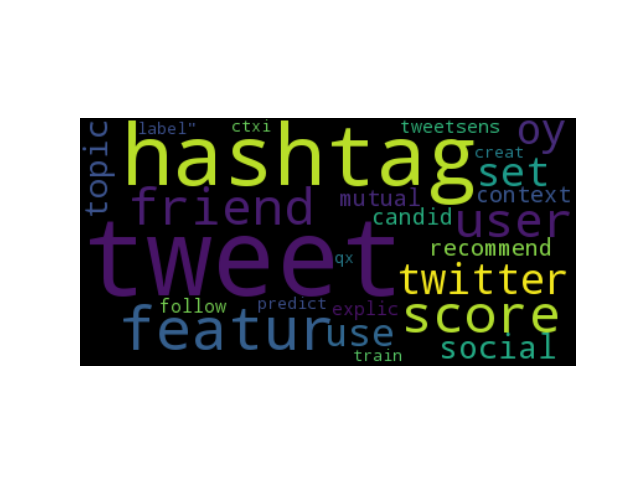 topic
label"
ctxi
tweetsens
oy
hashtag
creat
set
friend
mutual
context
candid
user
tweet
qx
recommend
twitter
follow
predict
explic
score
featur
use
train
social